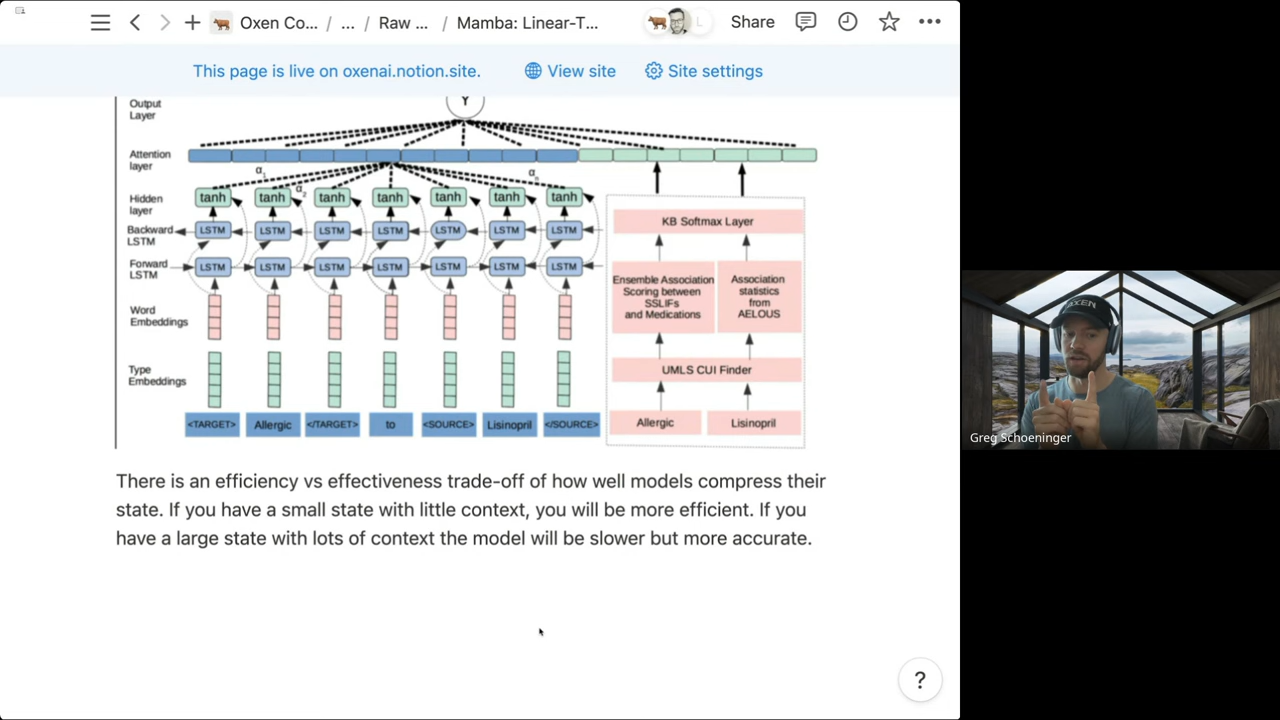 Oxen Co... / ... / Raw ... / Mamba: Linear-T... L Share
This page is live on oxenai.notion.site. View site Site settings
Output
Layer
Y
Attention
layer
α1
α2
αn
Hidden
layer
tanh tanh tanh tanh tanh tanh tanh
Backward
LSTM
LSTM LSTM LSTM LSTM LSTM LSTM LSTM
Forward
LSTM
LSTM LSTM LSTM LSTM LSTM LSTM LSTM
Word
Embeddings
Type
Embeddings
<TARGET> Allergic </TARGET> to <SOURCE> Lisinopril </SOURCE>
KB Softmax Layer
Ensemble Association
Scoring between
SSLIFs
and Medications
Association
statistics
from
AELOUS
UMLS CUI Finder
Allergic Lisinopril
There is an efficiency vs effectiveness trade-off of how well models compress their
state. If you have a small state with little context, you will be more efficient. If you
have a large state with lots of context the model will be slower but more accurate.
?
OXEN
Greg Schoeninger